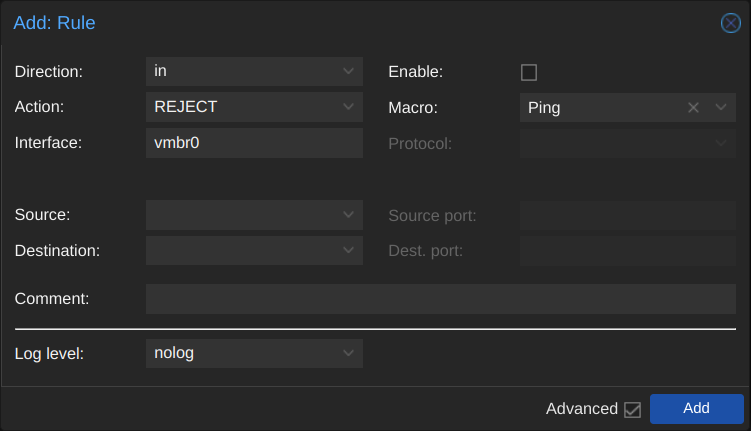 Add: Rule
Direction: in Enable:
Action: REJECT Macro: Ping
Interface: vmbr0 Protocol:
Source: Source port:
Destination: Dest. port:
Comment:
Log level: nolog
Advanced Add